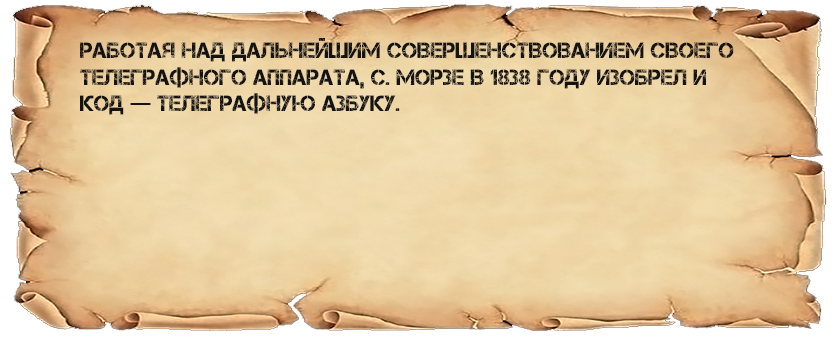 РАБОТАЯ НАД ДАЛЬНЕЙШИМ СОВЕРШЕНСТВОВАНИЕМ СВОЕГО
ТЕЛЕГРАФНОГО АППАРАТА, С. МОРЗЕ В 1838 ГОДУ ИЗОБРЕЛ И
КОД — ТЕЛЕГРАФНУЮ АЗБУКУ.